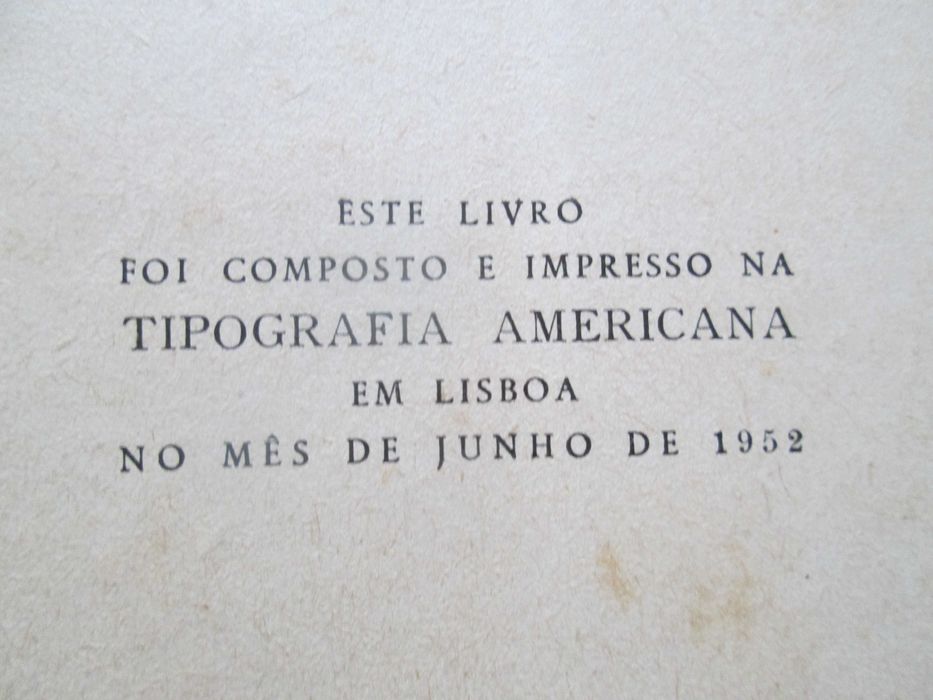 ESTE LIVRO
FOI COMPOSTO E IMPRESSO NA
TIPOGRAFIA AMERICANA
EM LISBOA
NO MÊS DE JUNHO DE 1952